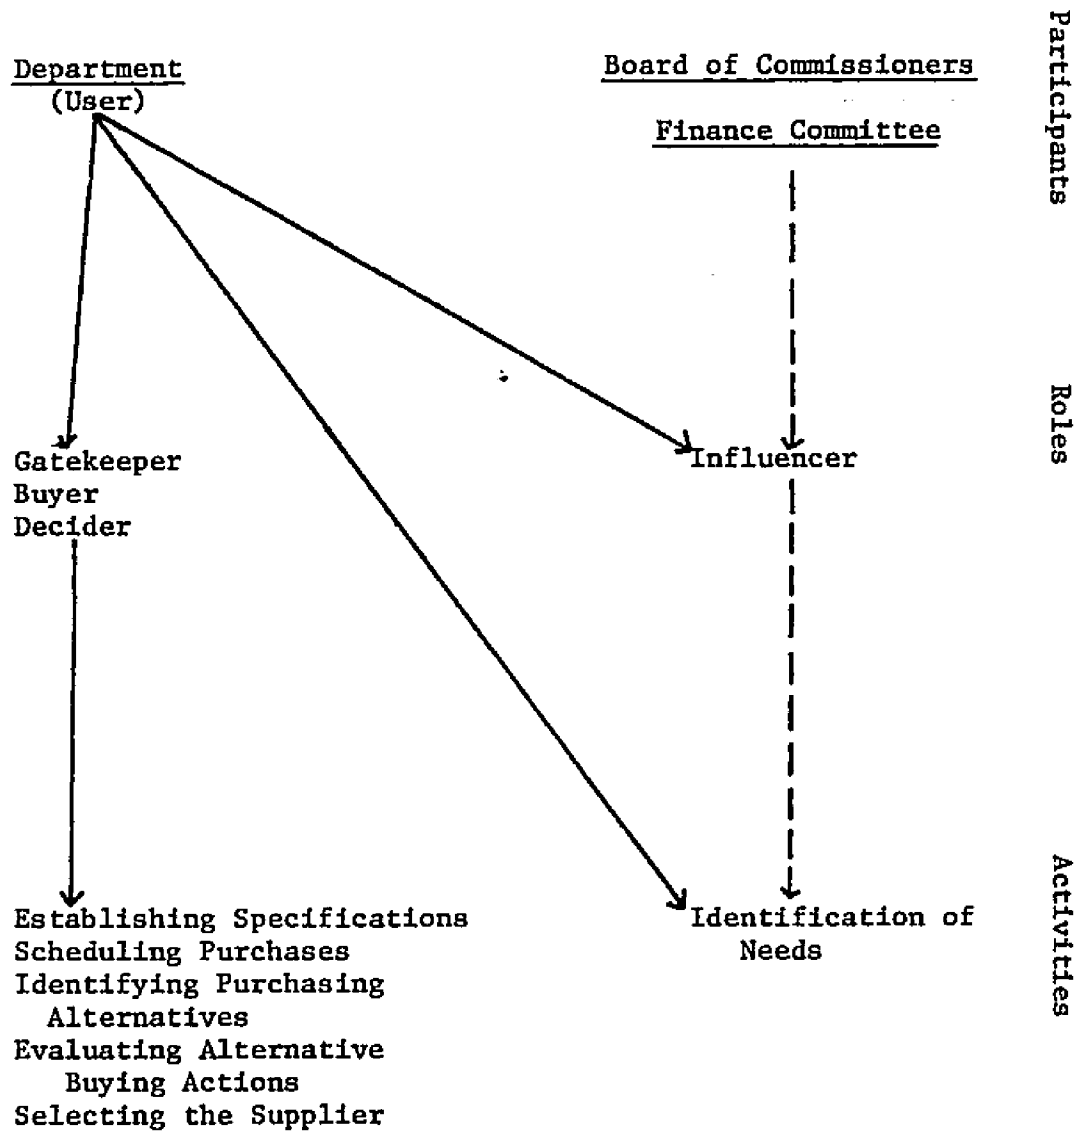 Department
(User)
Board of Commissioners
Finance Committee
Participants
Gatekeeper
Buyer
Decider
Influencer
Roles
Establishing Specifications
Scheduling Purchases
Identifying Purchasing
Alternatives
Evaluating Alternative
Buying Actions
Selecting the Supplier
Identification of
Needs
Activities